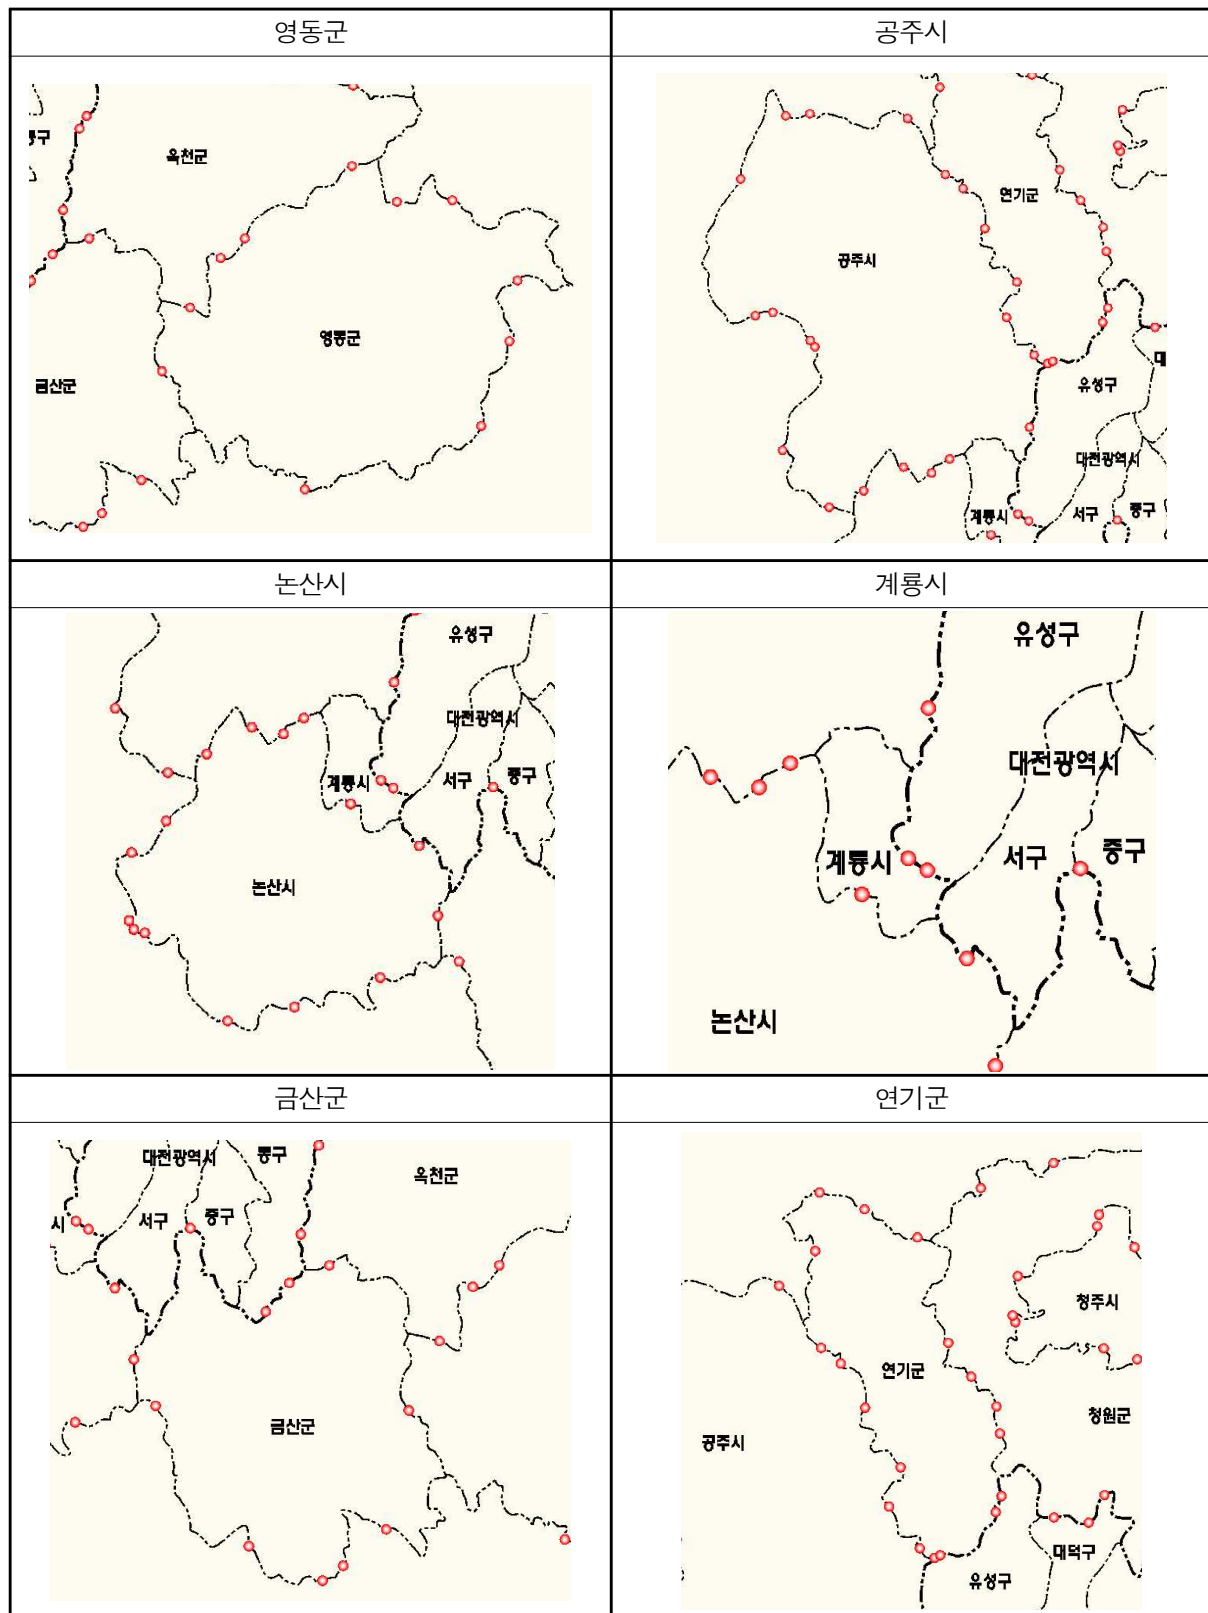 영동군
공주시
동구
옥천군
영동군
금산군
연기군
공주시
유성구
대전광역시
계룡시
서구
중구
논산시
계룡시
유성구
대전광역시
계룡시
서구
중구
논산시
유성구
대전광역시
계룡시
서구
중구
논산시
금산군
연기군
대전광역시
중구
옥천군
시
서구
중구
금산군
청주시
연기군
청원군
공주시
대덕구
유성구